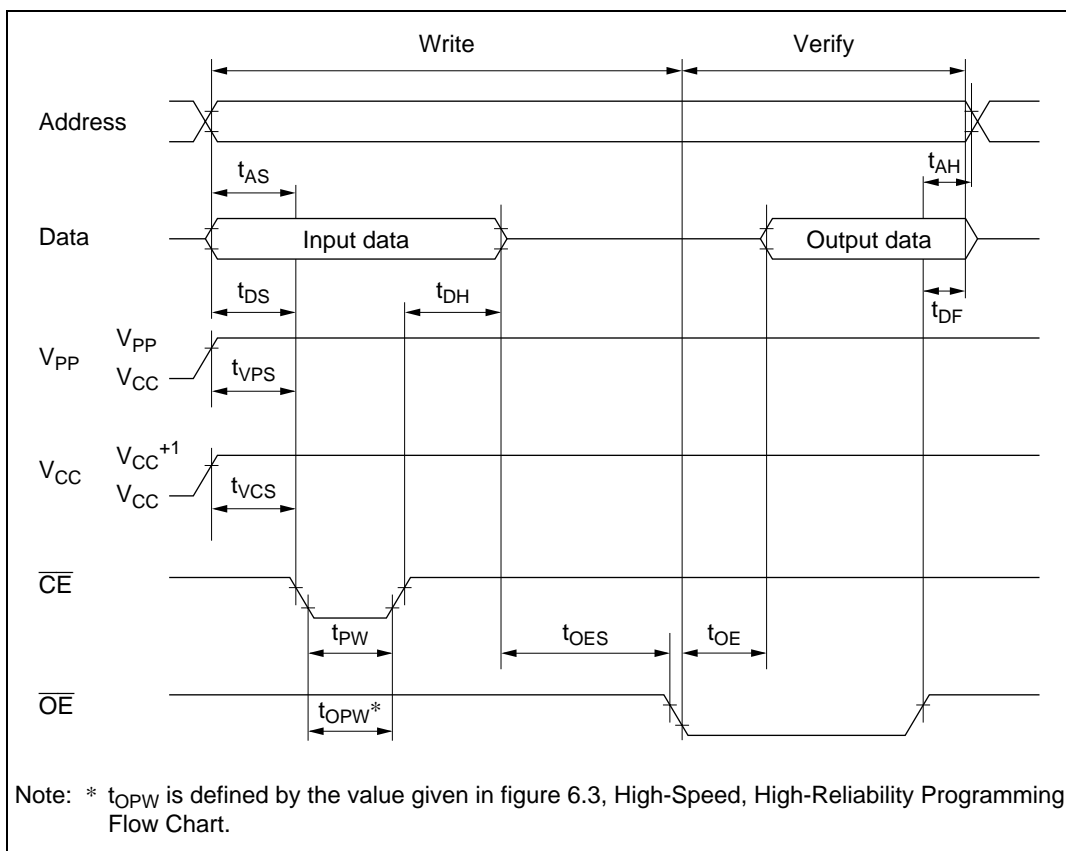 Write Verify
Address
tAS tAH
Data Input data Output data
tDS tDH tDF
VPP VPP
VCC
tVPS
VCC VCC+1
VCC
tVCS
CE
tPW tOES tOE
OE
tOPW*
Note: * tOPW is defined by the value given in figure 6.3, High-Speed, High-Reliability Programming
Flow Chart.